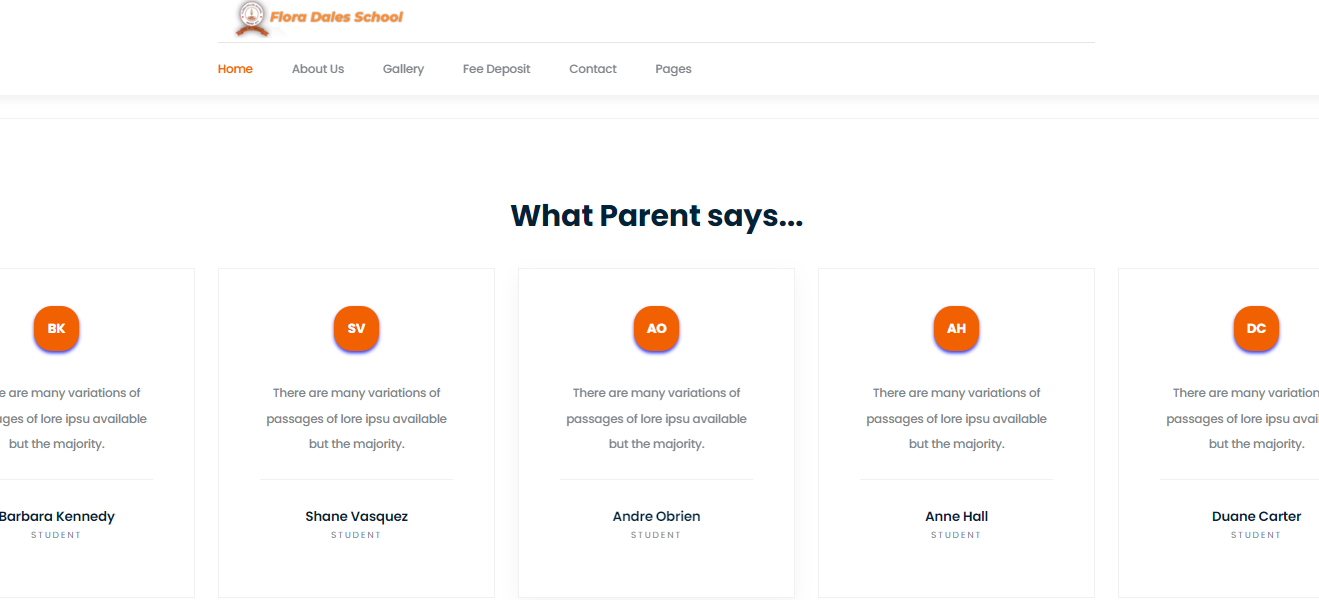 Flora Dales School
Home About Us Gallery Fee Deposit Contact Pages
What Parent says...
BK
e are many variations of
ages of lore ipsu available
but the majority.
Barbara Kennedy
STUDENT
SV
There are many variations of
passages of lore ipsu available
but the majority.
Shane Vasquez
STUDENT
AO
There are many variations of
passages of lore ipsu available
but the majority.
Andre Obrien
STUDENT
AH
There are many variations of
passages of lore ipsu available
but the majority.
Anne Hall
STUDENT
DC
There are many variation
passages of lore ipsu avail
but the majority.
Duane Carter
STUDENT